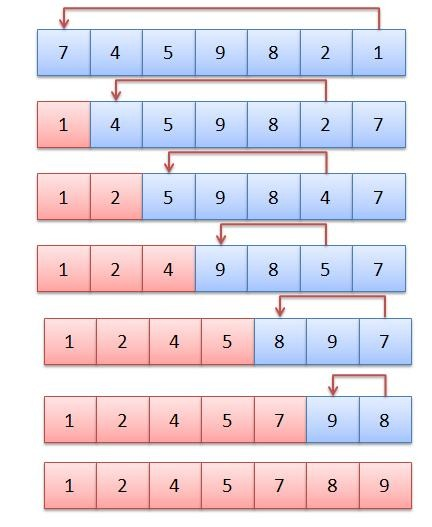 7 4 5 9 8 2 1
1 4 5 9 8 2 7
1 2 5 9 8 4 7
1 2 4 9 8 5 7
1 2 4 5 8 9 7
1 2 4 5 7 9 8
1 2 4 5 7 8 9